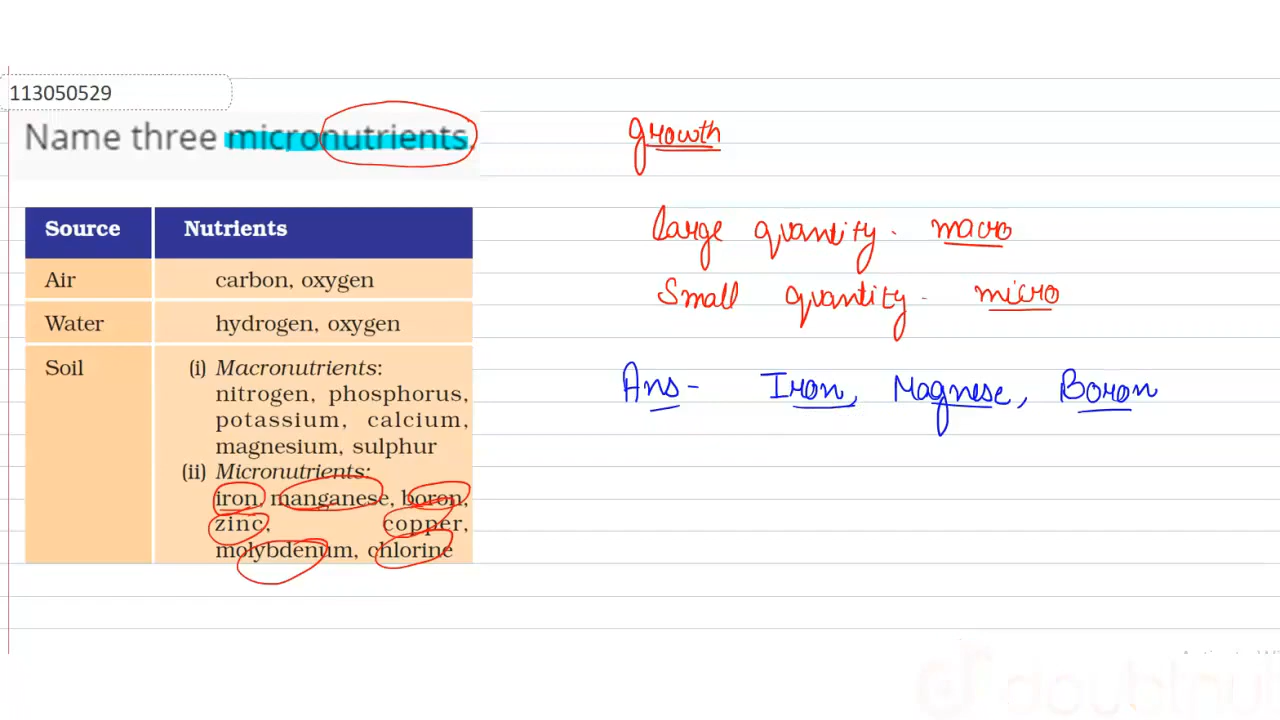 113050529
Name three micronutrients.
Source Nutrients
Air carbon, oxygen
Water hydrogen, oxygen
Soil (i) Macronutrients:
nitrogen, phosphorus,
potassium, calcium,
magnesium, sulphur
(ii) Micronutrients:
iron, manganese, boron,
zinc, copper,
molybdenum, chlorine
growth
large quantity. macro
Small quantity. micro
Ans- Iron, Magnese, Boron
doubtnut